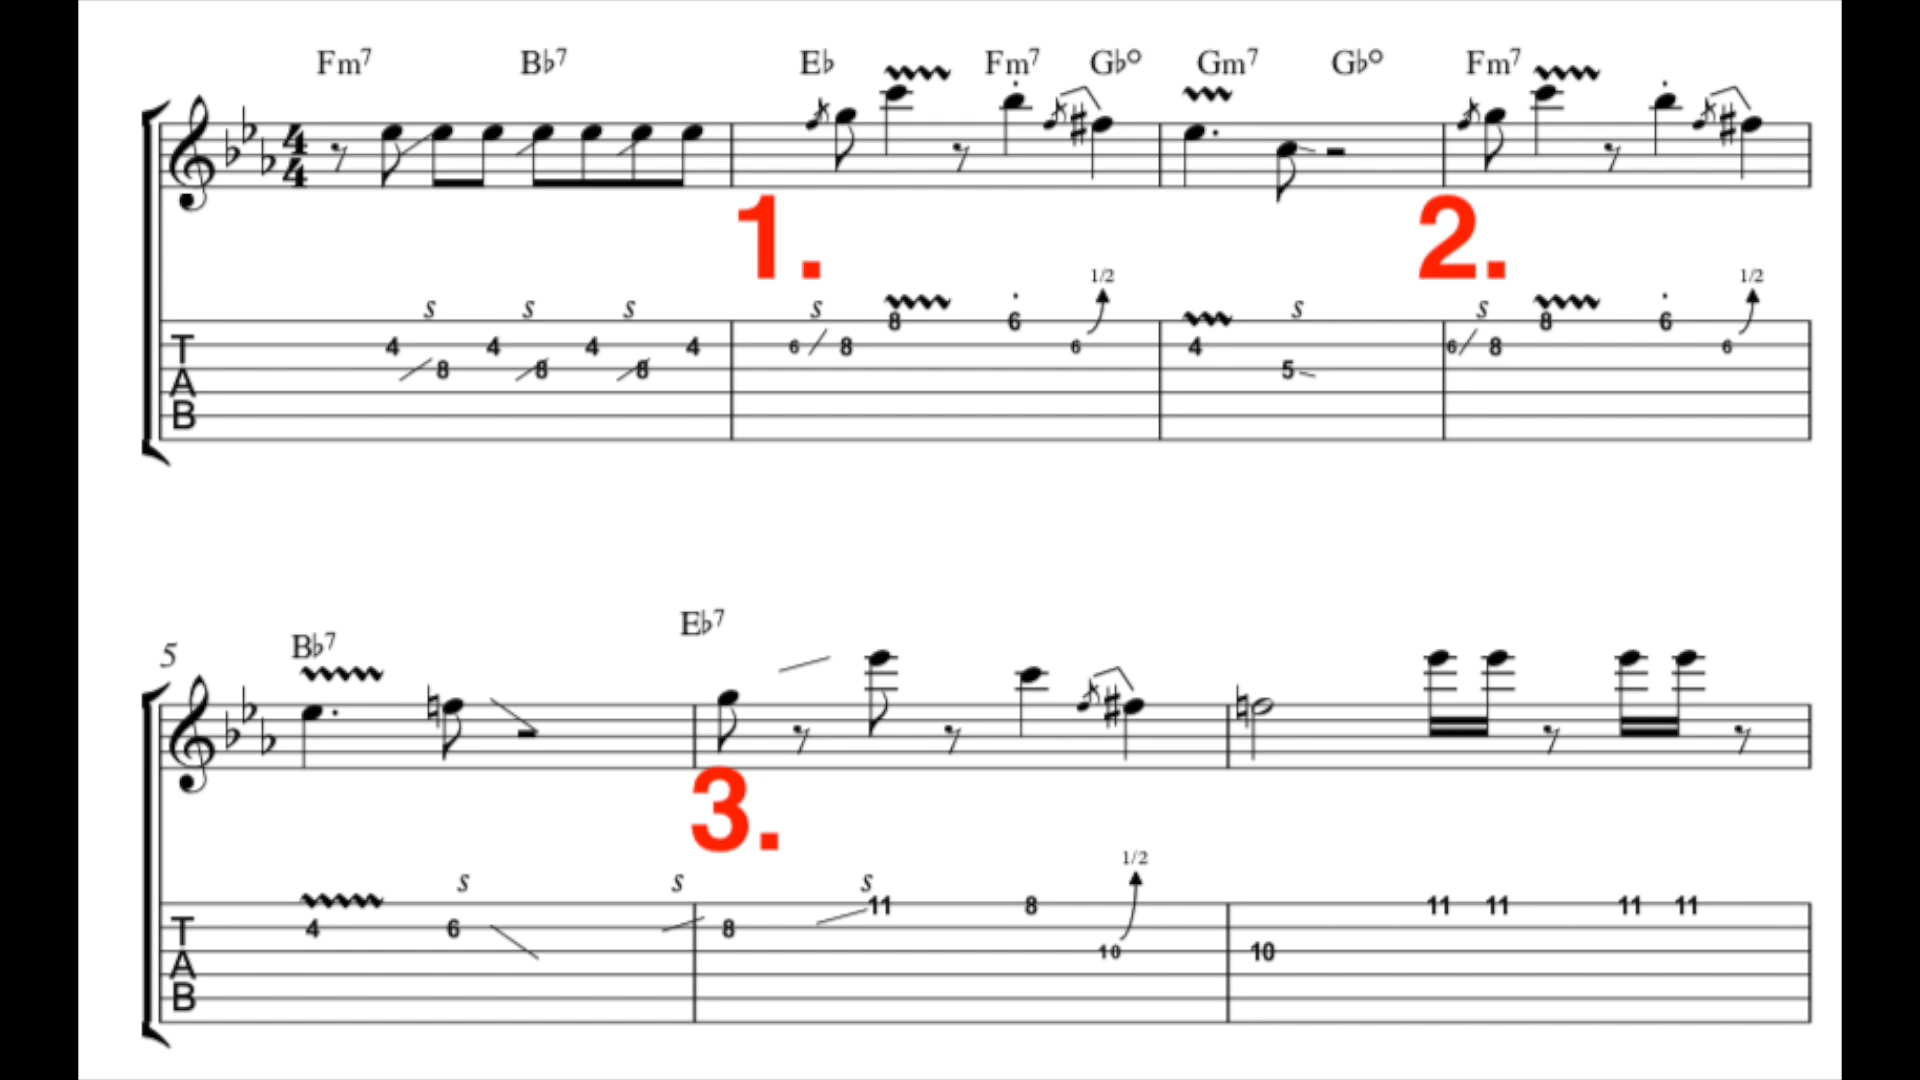 Fm7 Bb7 Eb Fm7 Gb° Gm7 Gb° Fm7
4
4
1. 2.
1/2 1/2
s s s s s s
8 6 8 6
T 4 4 4 4 6 8 6 4 6 8 6
A 8 8 8 5
B
5 Bb7 Eb7
3.
1/2
s s s
11 8 11 11 11 11
T 4 6 8
A 10 10
B